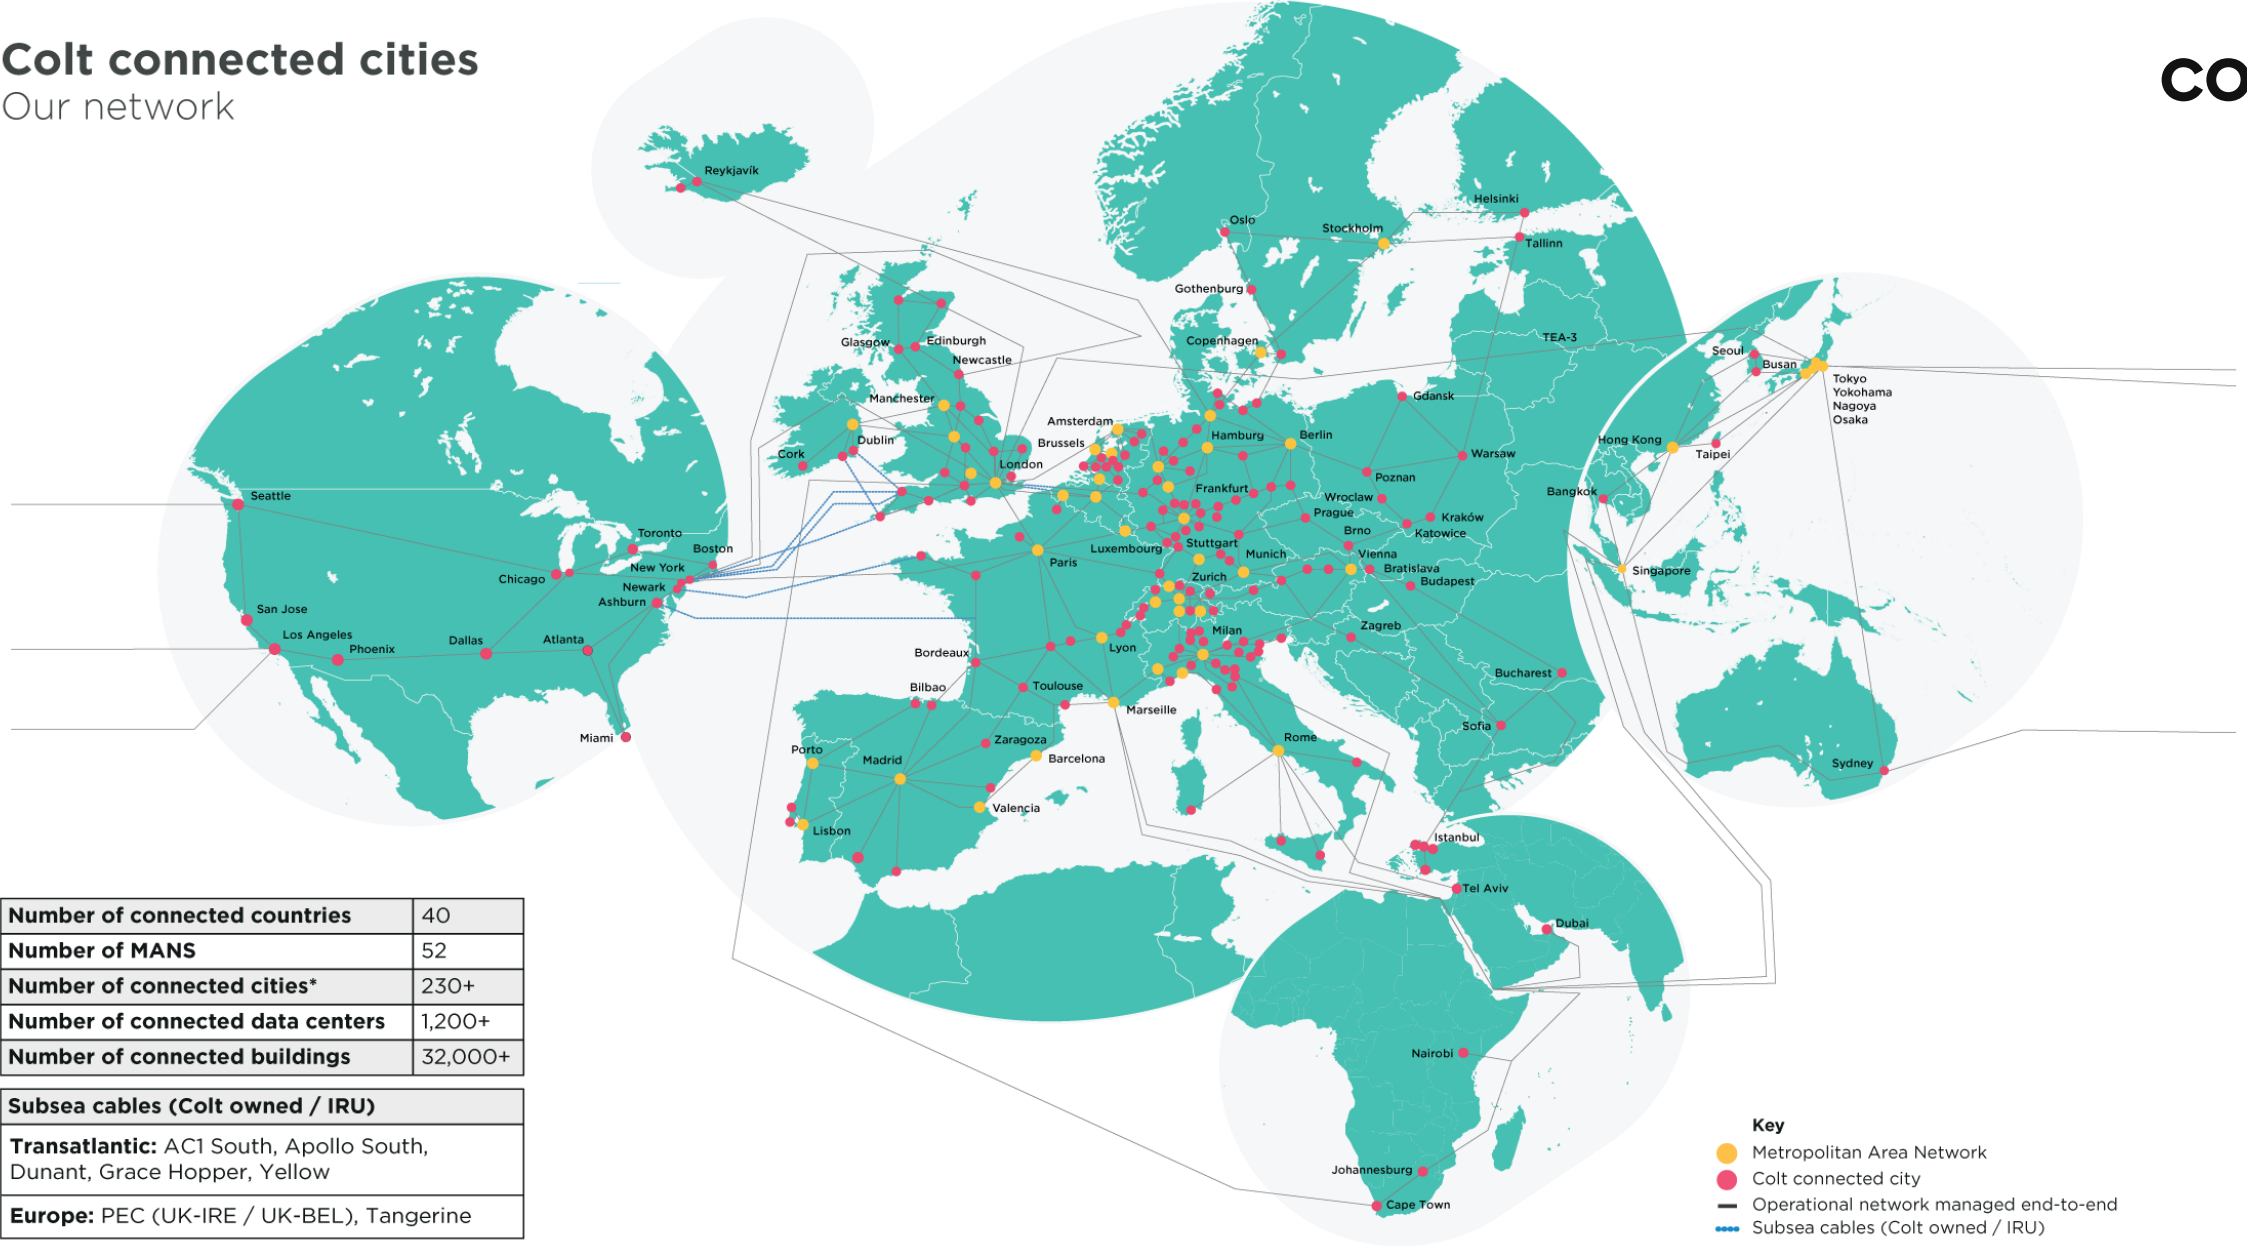 Colt connected cities
Our network
CO
Reykjavík
Helsinki
Oslo
Stockholm
Tallinn
Gothenburg
TEA-3
Copenhagen
Glasgow
Edinburgh
Newcastle
Seoul
Busan
Tokyo
Yokohama
Nagoya
Osaka
Manchester
Gdansk
Amsterdam
Dublin
Brussels
Hamburg
Berlin
Hong Kong
Taipei
Cork
London
Warsaw
Poznan
Seattle
Frankfurt
Wroclaw
Bangkok
Prague
Kraków
Katowice
Toronto
Brno
Boston
Luxembourg
Stuttgart
Munich
Vienna
Paris
New York
Bratislava
Singapore
Chicago
Zurich
Budapest
Newark
Ashburn
San Jose
Los Angeles
Phoenix
Dallas
Atlanta
Milan
Zagreb
Lyon
Bordeaux
Bucharest
Bilbao
Toulouse
Marseille
Sofia
Miami
Porto
Zaragoza
Rome
Madrid
Barcelona
Sydney
Valencia
Lisbon
Istanbul
Tel Aviv
Dubai
Nairobi
Johannesburg
Cape Town
Number of connected countries 40
Number of MANS 52
Number of connected cities* 230+
Number of connected data centers 1,200+
Number of connected buildings 32,000+
Subsea cables (Colt owned / IRU)
Transatlantic: AC1 South, Apollo South,
Dunant, Grace Hopper, Yellow
Europe: PEC (UK-IRE / UK-BEL), Tangerine
Key
Metropolitan Area Network
Colt connected city
Operational network managed end-to-end
Subsea cables (Colt owned / IRU)